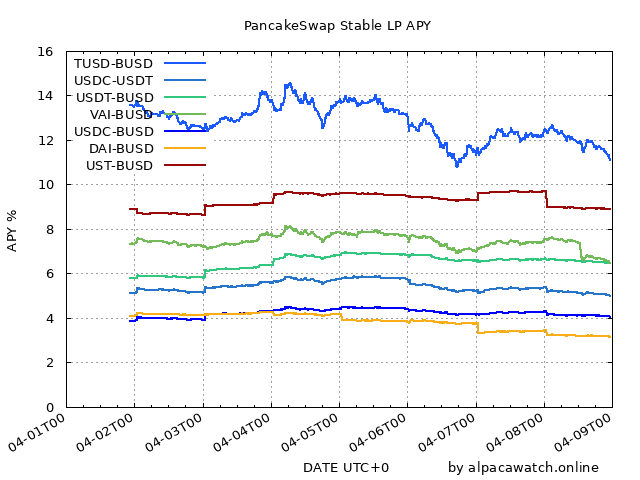 PancakeSwap Stable LP APY
TUSD-BUSD
USDC-USDT
USDT-BUSD
VAI-BUSD
USDC-BUSD
DAI-BUSD
UST-BUSD
APY %
16
14
12
10
8
6
4
2
0
04-01T00
04-02T00
04-03T00
04-04T00
04-05T00
04-06T00
04-07T00
04-08T00
04-09T00
DATE UTC+0
by alpacawatch.online